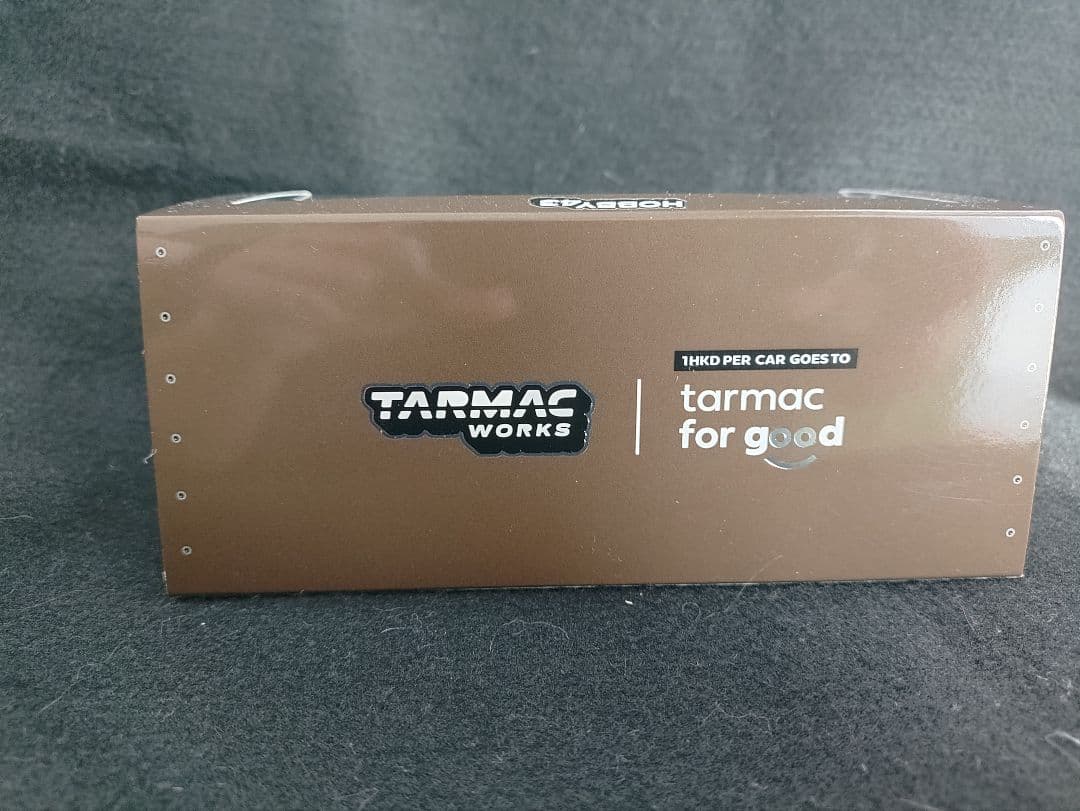 HOBBY43
TARMAC
WORKS
1HKD PER CAR GOES TO
tarmac
for good